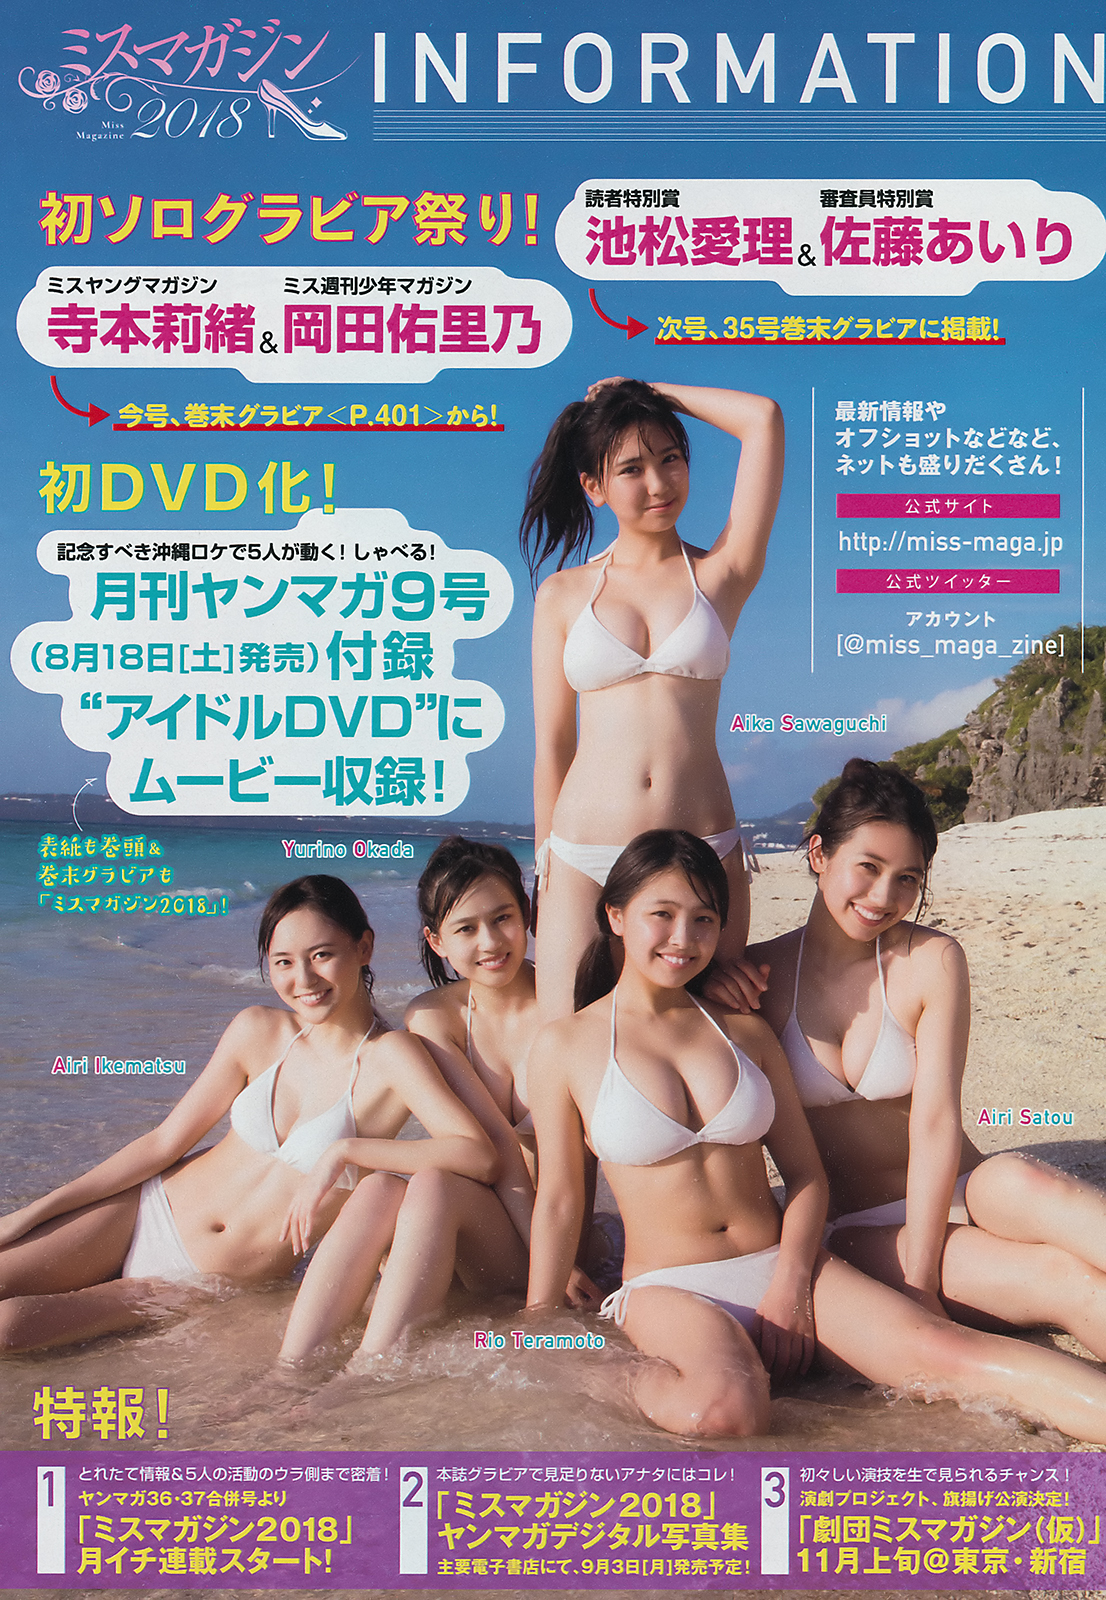 ミスマガジン
2018
Miss
Magazine
INFORMATION
初ソログラビア祭り!
読者特別賞 審査員特別賞
池松愛理&佐藤あいり
次号、35号巻末グラビアに掲載!
ミスヤングマガジン ミス週刊少年マガジン
寺本莉緒&岡田佑里乃
今号、巻末グラビア<P.401>から!
最新情報や
オフショットなどなど、
ネットも盛りだくさん!
公式サイト
http://miss-maga.jp
公式ツイッター
アカウント
[@miss_maga_zine]
初DVD化!
記念すべき沖縄ロケで5人が動く!しゃべる!
月刊ヤンマガ9号
(8月18日[土]発売)付録
“アイドルDVD”に
ムービー収録!
表紙も巻頭&
巻末グラビアも
「ミスマガジン2018」!
Aika Sawaguchi
Yurino Okada
Airi Ikematsu
Airi Satou
Rio Teramoto
特報!
1
とれたて情報&5人の活動のウラ側まで密着!
ヤンマガ36・37合併号より
「ミスマガジン2018」
月イチ連載スタート!
2
本誌グラビアで見足りないアナタにはコレ!
「ミスマガジン2018」
ヤンマガデジタル写真集
主要電子書店にて、9月3日[月]発売予定!
3
初々しい演技を生で見られるチャンス!
演劇プロジェクト、旗揚げ公演決定!
「劇団ミスマガジン(仮)」
11月上旬@東京・新宿